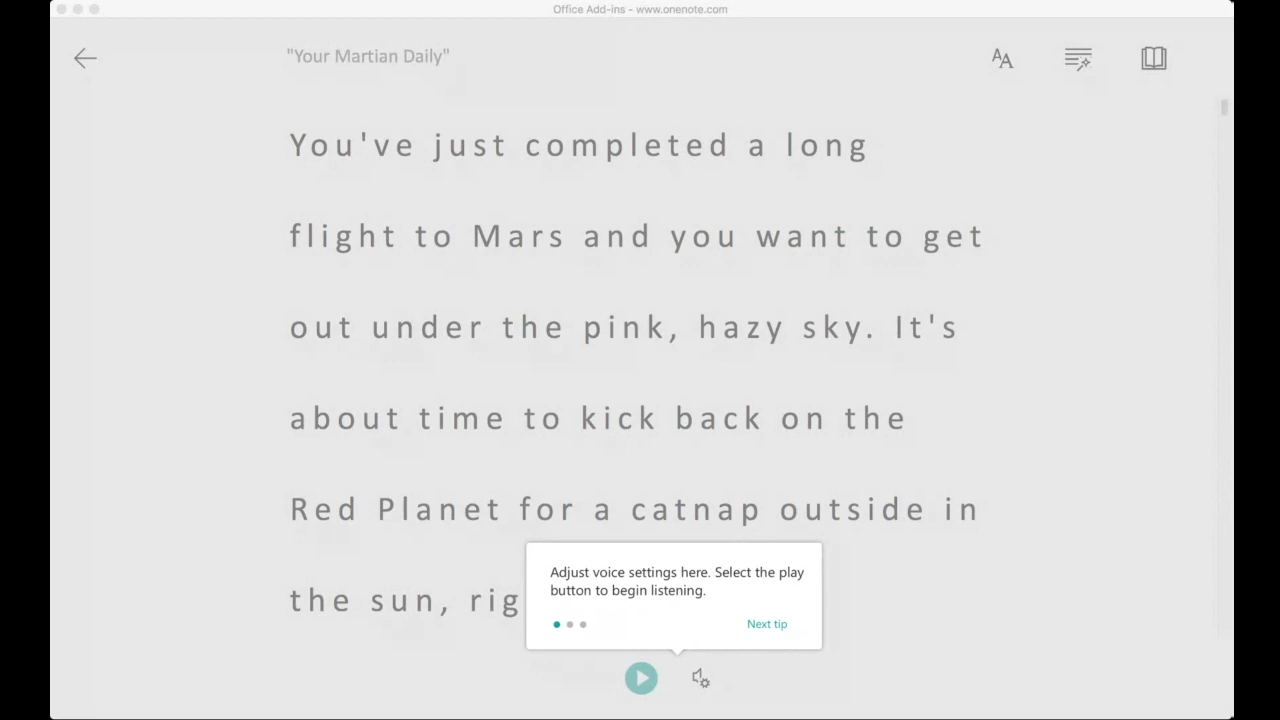 Office Add-ins - www.onenote.com
"Your Martian Daily"
You've just completed a long
flight to Mars and you want to get
out under the pink, hazy sky. It's
about time to kick back on the
Red Planet for a catnap outside in
the sun,
Adjust voice settings here. Select the play
button to begin listening.
Next tip